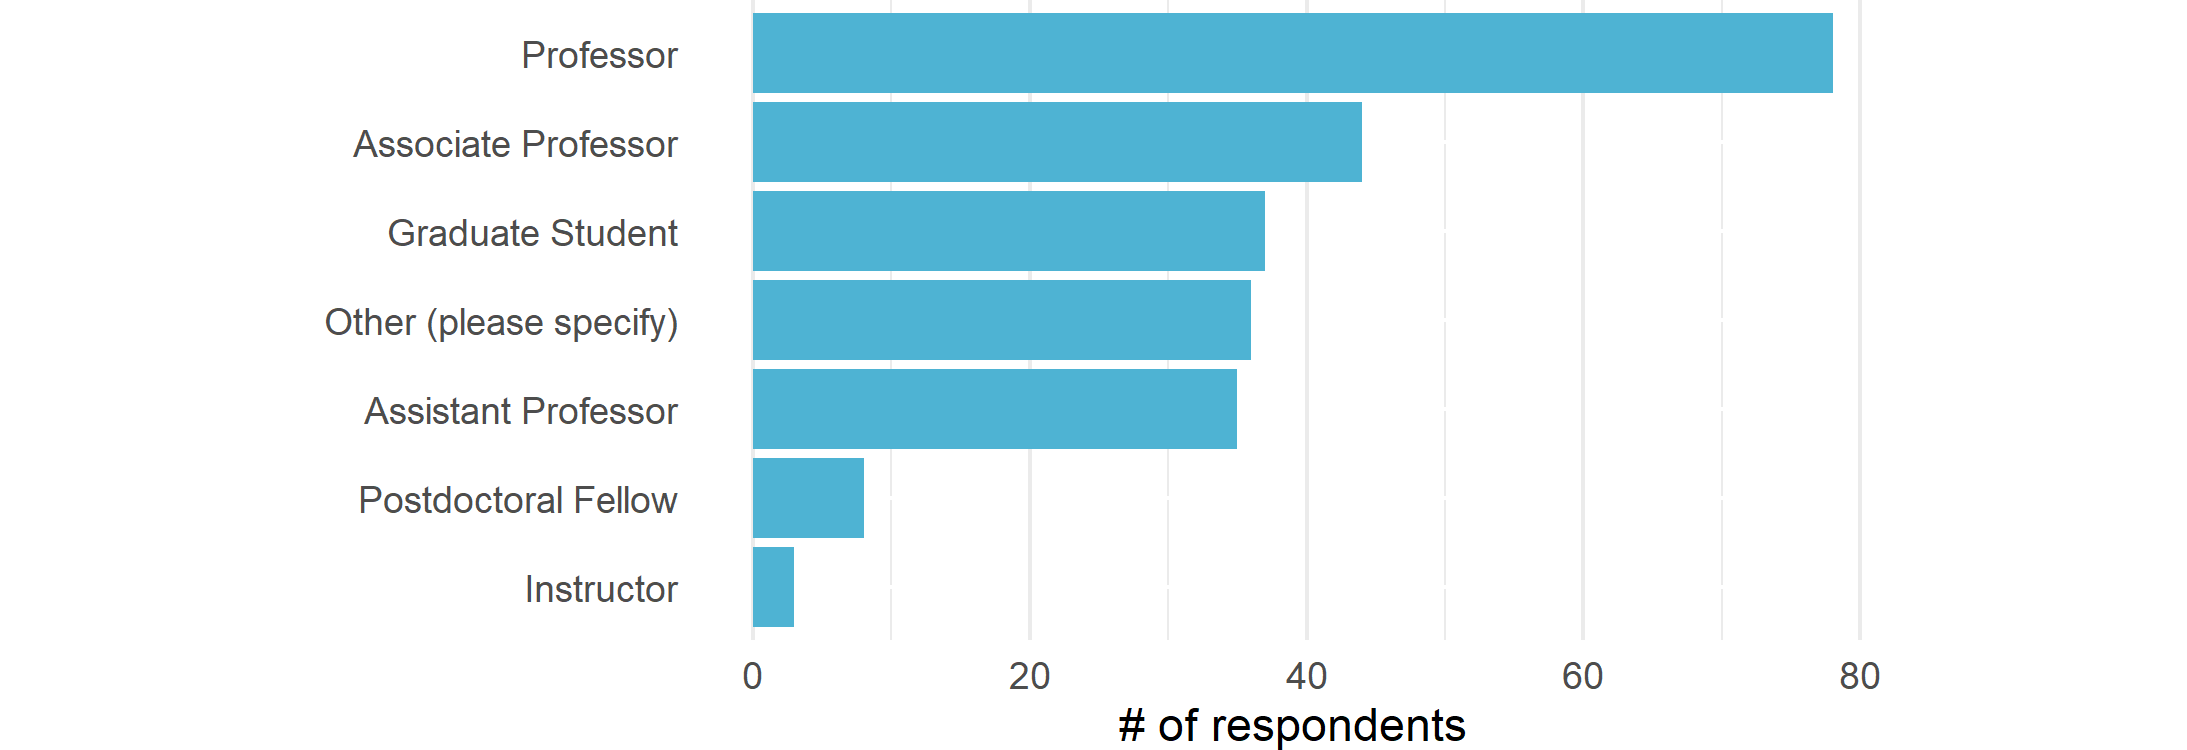 Professor
Associate Professor
Graduate Student
Other (please specify)
Assistant Professor
Postdoctoral Fellow
Instructor
0 20 40 60 80
# of respondents